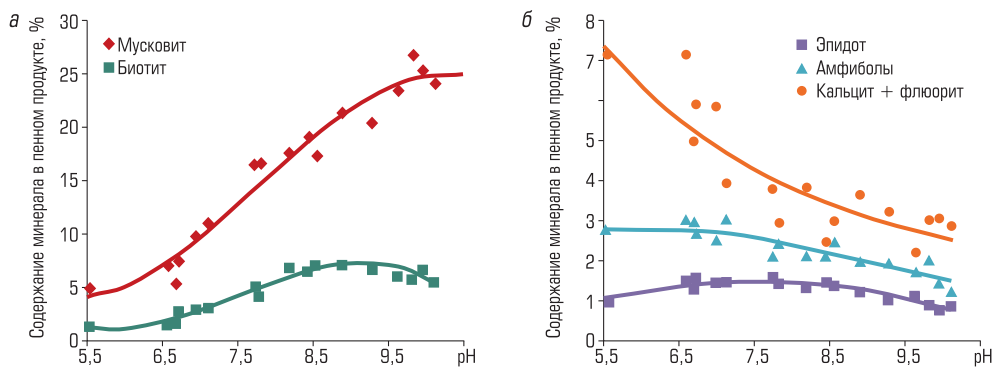 а
Содержание минерала в пенном продукте, %
30
25
20
15
10
5
0
5,5
6,5
7,5
8,5
9,5
pH
Мусковит
Биотит
б
Содержание минерала в пенном продукте, %
8
7
5
4
3
2
1
0
5,5
6,5
7,5
8,5
9,5
pH
Эпидот
Амфиболы
Кальцит + флюорит